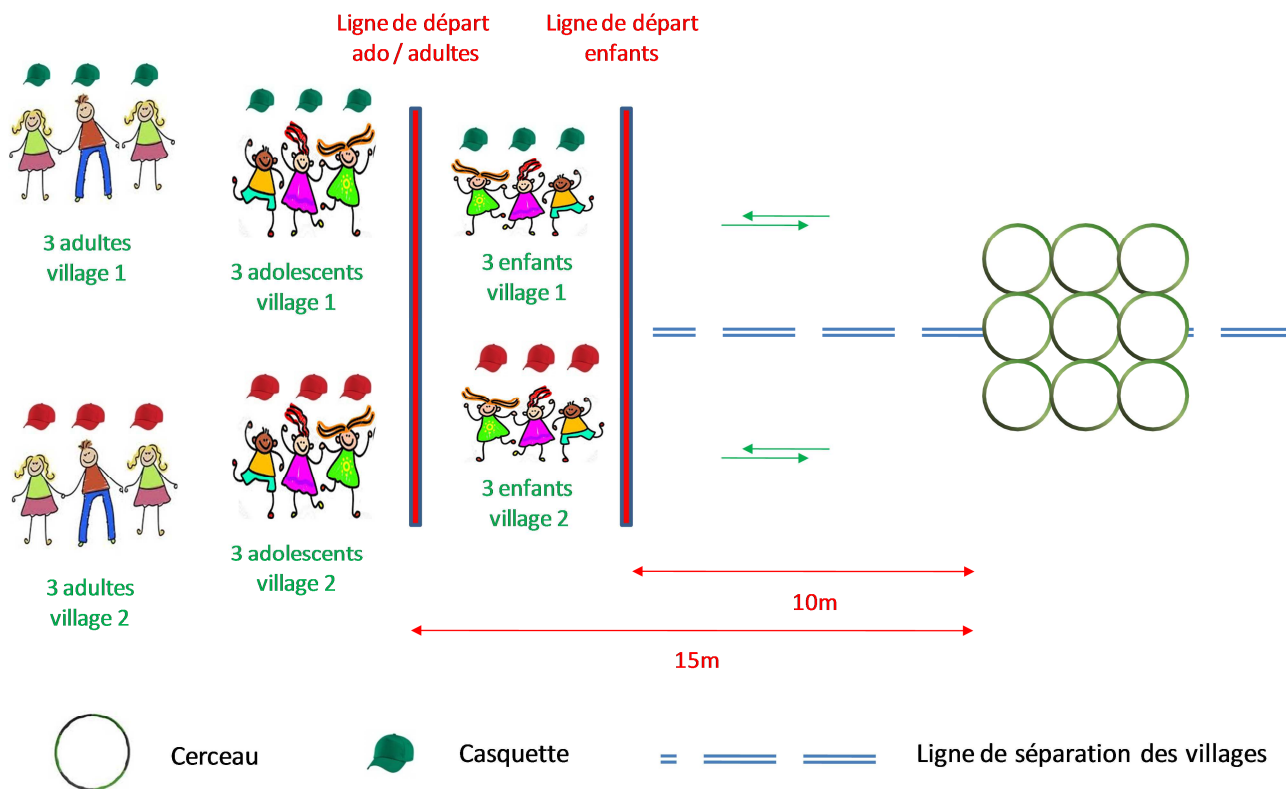 Ligne de départ
ado / adultes
Ligne de départ
enfants
3 adultes
village 1
3 adolescents
village 1
3 enfants
village 1
3 adultes
village 2
3 adolescents
village 2
3 enfants
village 2
10m
15m
Cerceau
Casquette
Ligne de séparation des villages